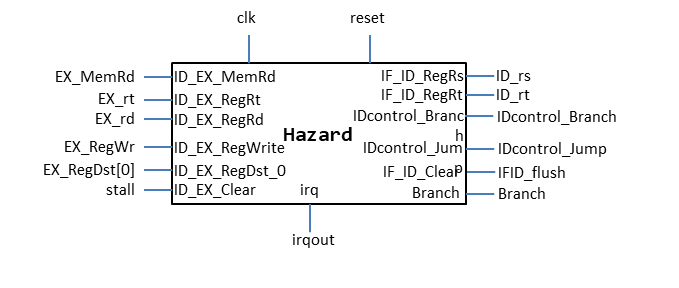 clk reset
EX_MemRd ID_EX_MemRd IF_ID_RegRs ID_rs
EX_rt ID_EX_RegRt IF_ID_RegRt ID_rt
EX_rd ID_EX_RegRd IDcontrol_Branc IDcontrol_Branch
Hazard h
EX_RegWr ID_EX_RegWrite IDcontrol_Jum IDcontrol_Jump
p
EX_RegDst[0] ID_EX_RegDst_0 IF_ID_Clear IFID_flush
stall ID_EX_Clear irq Branch Branch
irqout